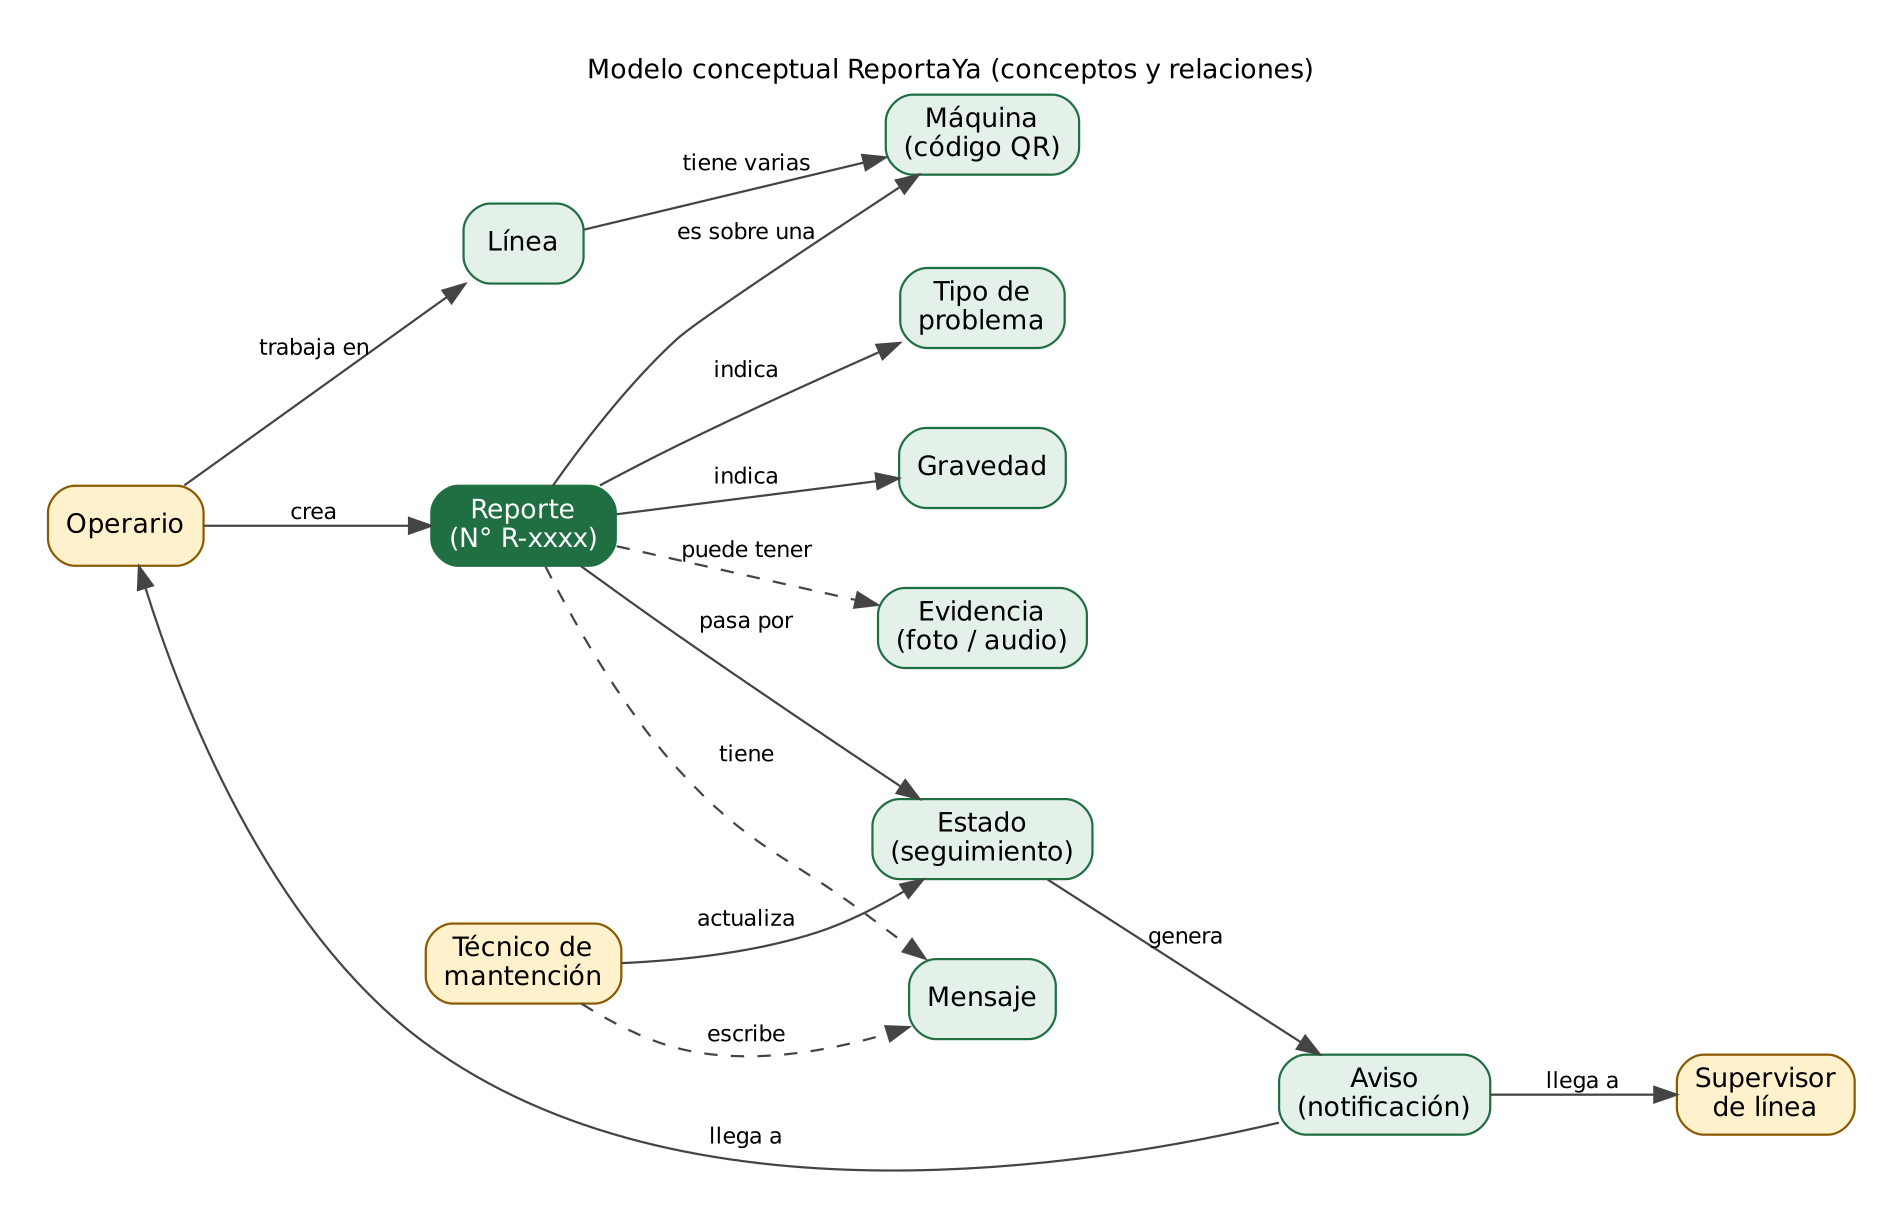 Modelo conceptual ReportaYa (conceptos y relaciones)
Máquina
(código QR)
tiene varias
Línea
es sobre una
Tipo de
problema
trabaja en
indica
Gravedad
indica
Operario
crea
Reporte
(N° R-xxxx)
puede tener
Evidencia
(foto / audio)
pasa por
tiene
Estado
(seguimiento)
actualiza
Técnico de
mantención
genera
Mensaje
escribe
Aviso
(notificación)
llega a
Supervisor
de línea
llega a